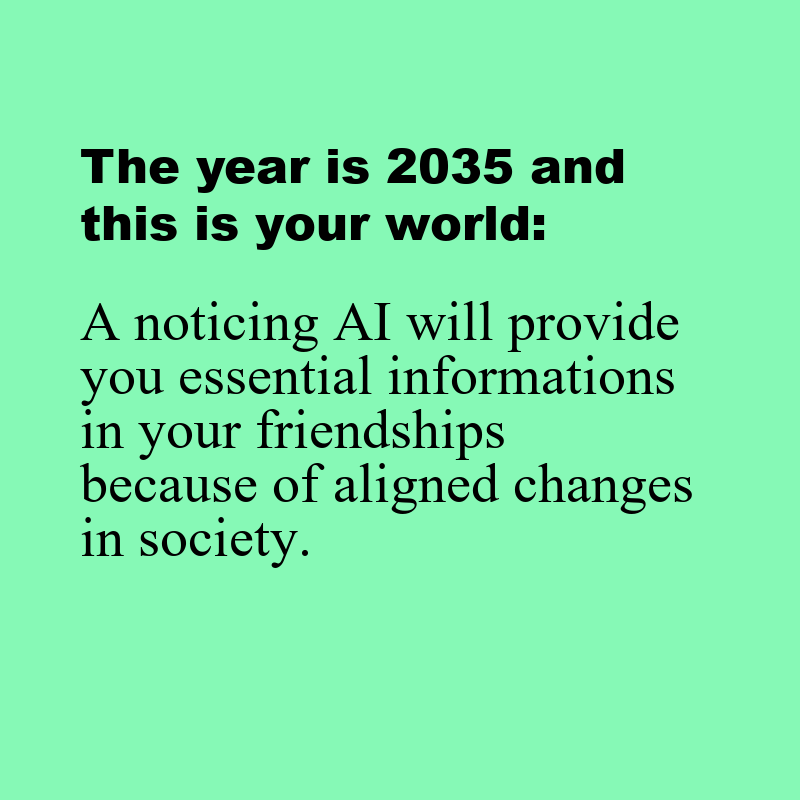 The year is 2035 and
this is your world:
A noticing AI will provide
you essential informations
in your friendships
because of aligned changes
in society.